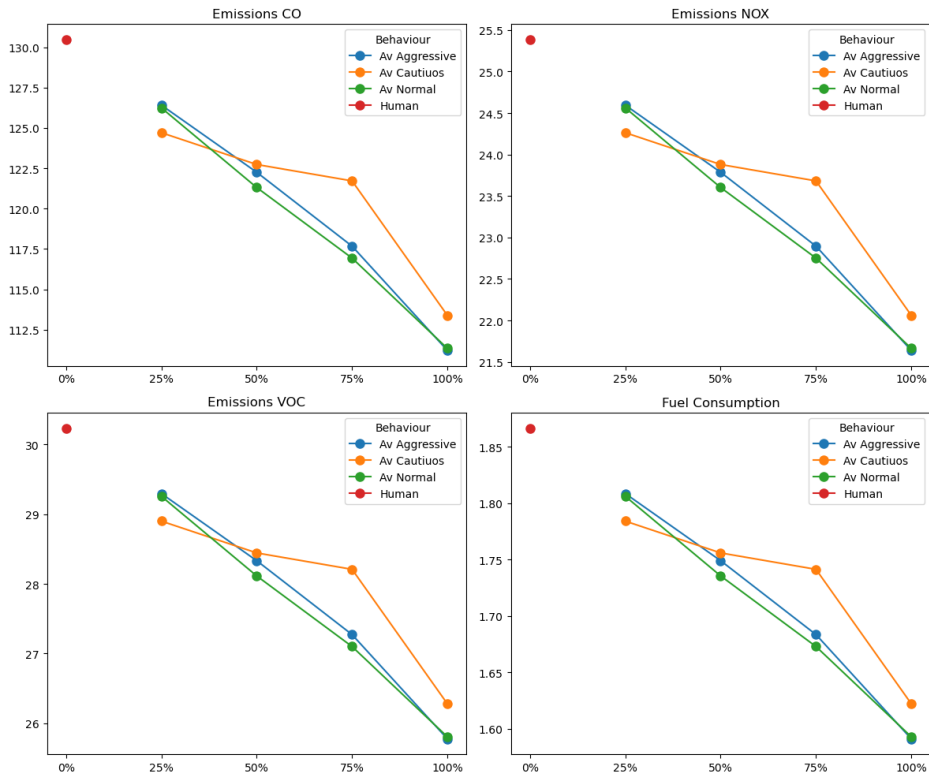 Emissions CO
130.0
127.5
125.0
122.5
120.0
117.5
115.0
112.5
0%
25%
50%
75%
100%
Behaviour
Av Aggressive
Av Cautiuos
Av Normal
Human
Emissions NOX
25.5
25.0
24.5
24.0
23.5
23.0
22.5
22.0
21.5
0%
25%
50%
75%
100%
Behaviour
Av Aggressive
Av Cautiuos
Av Normal
Human
Emissions VOC
30
29
28
27
26
0%
25%
50%
75%
100%
Behaviour
Av Aggressive
Av Cautiuos
Av Normal
Human
Fuel Consumption
1.85
1.80
1.75
1.70
1.65
1.60
0%
25%
50%
75%
100%
Behaviour
Av Aggressive
Av Cautiuos
Av Normal
Human